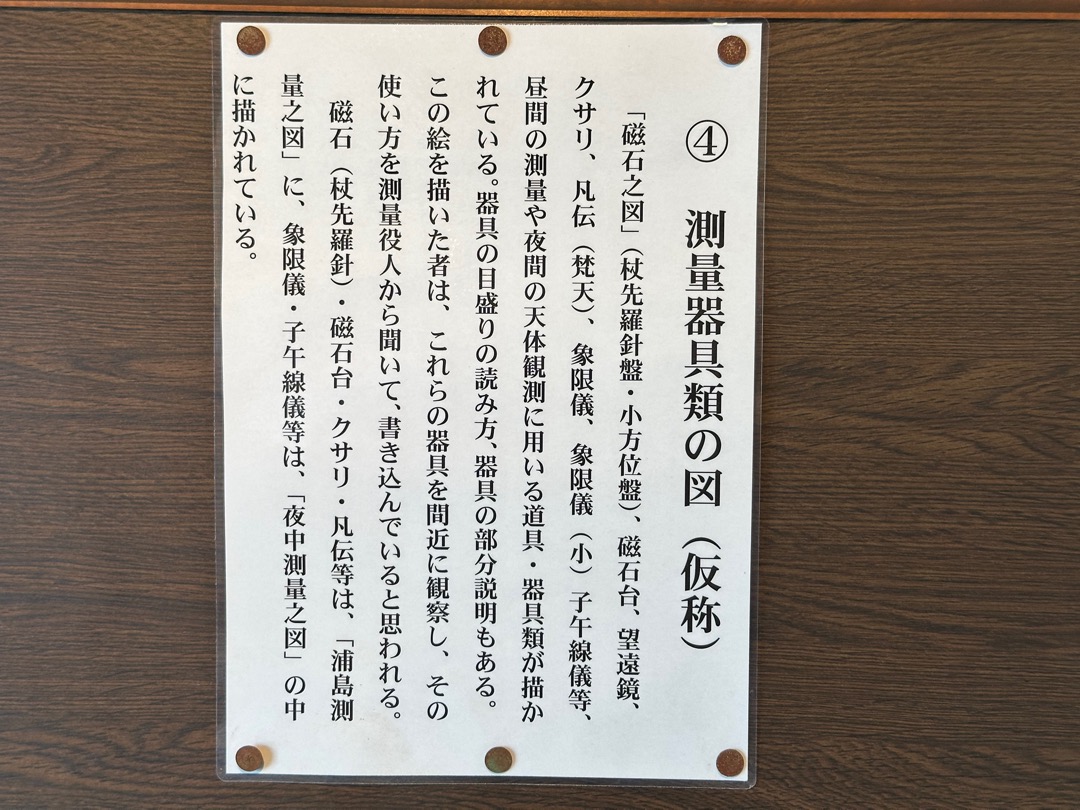 ④ 測量器具類の図（仮称）
「磁石之図」（杖先羅針盤・小方位盤）、磁石台、望遠鏡、
クサリ、凡伝（梵天）、象限儀、象限儀（小）子午線儀等、
昼間の測量や夜間の天体観測に用いる道具・器具類が描か
れている。器具の目盛りの読み方、器具の部分説明もある。
この絵を描いた者は、これらの器具を間近に観察し、その
使い方を測量役人から聞いて、書き込んでいると思われる。
磁石（杖先羅針）・磁石台・クサリ・凡伝等は、「浦島測
量之図」に、象限儀・子午線儀等は、「夜中測量之図」の中
に描かれている。